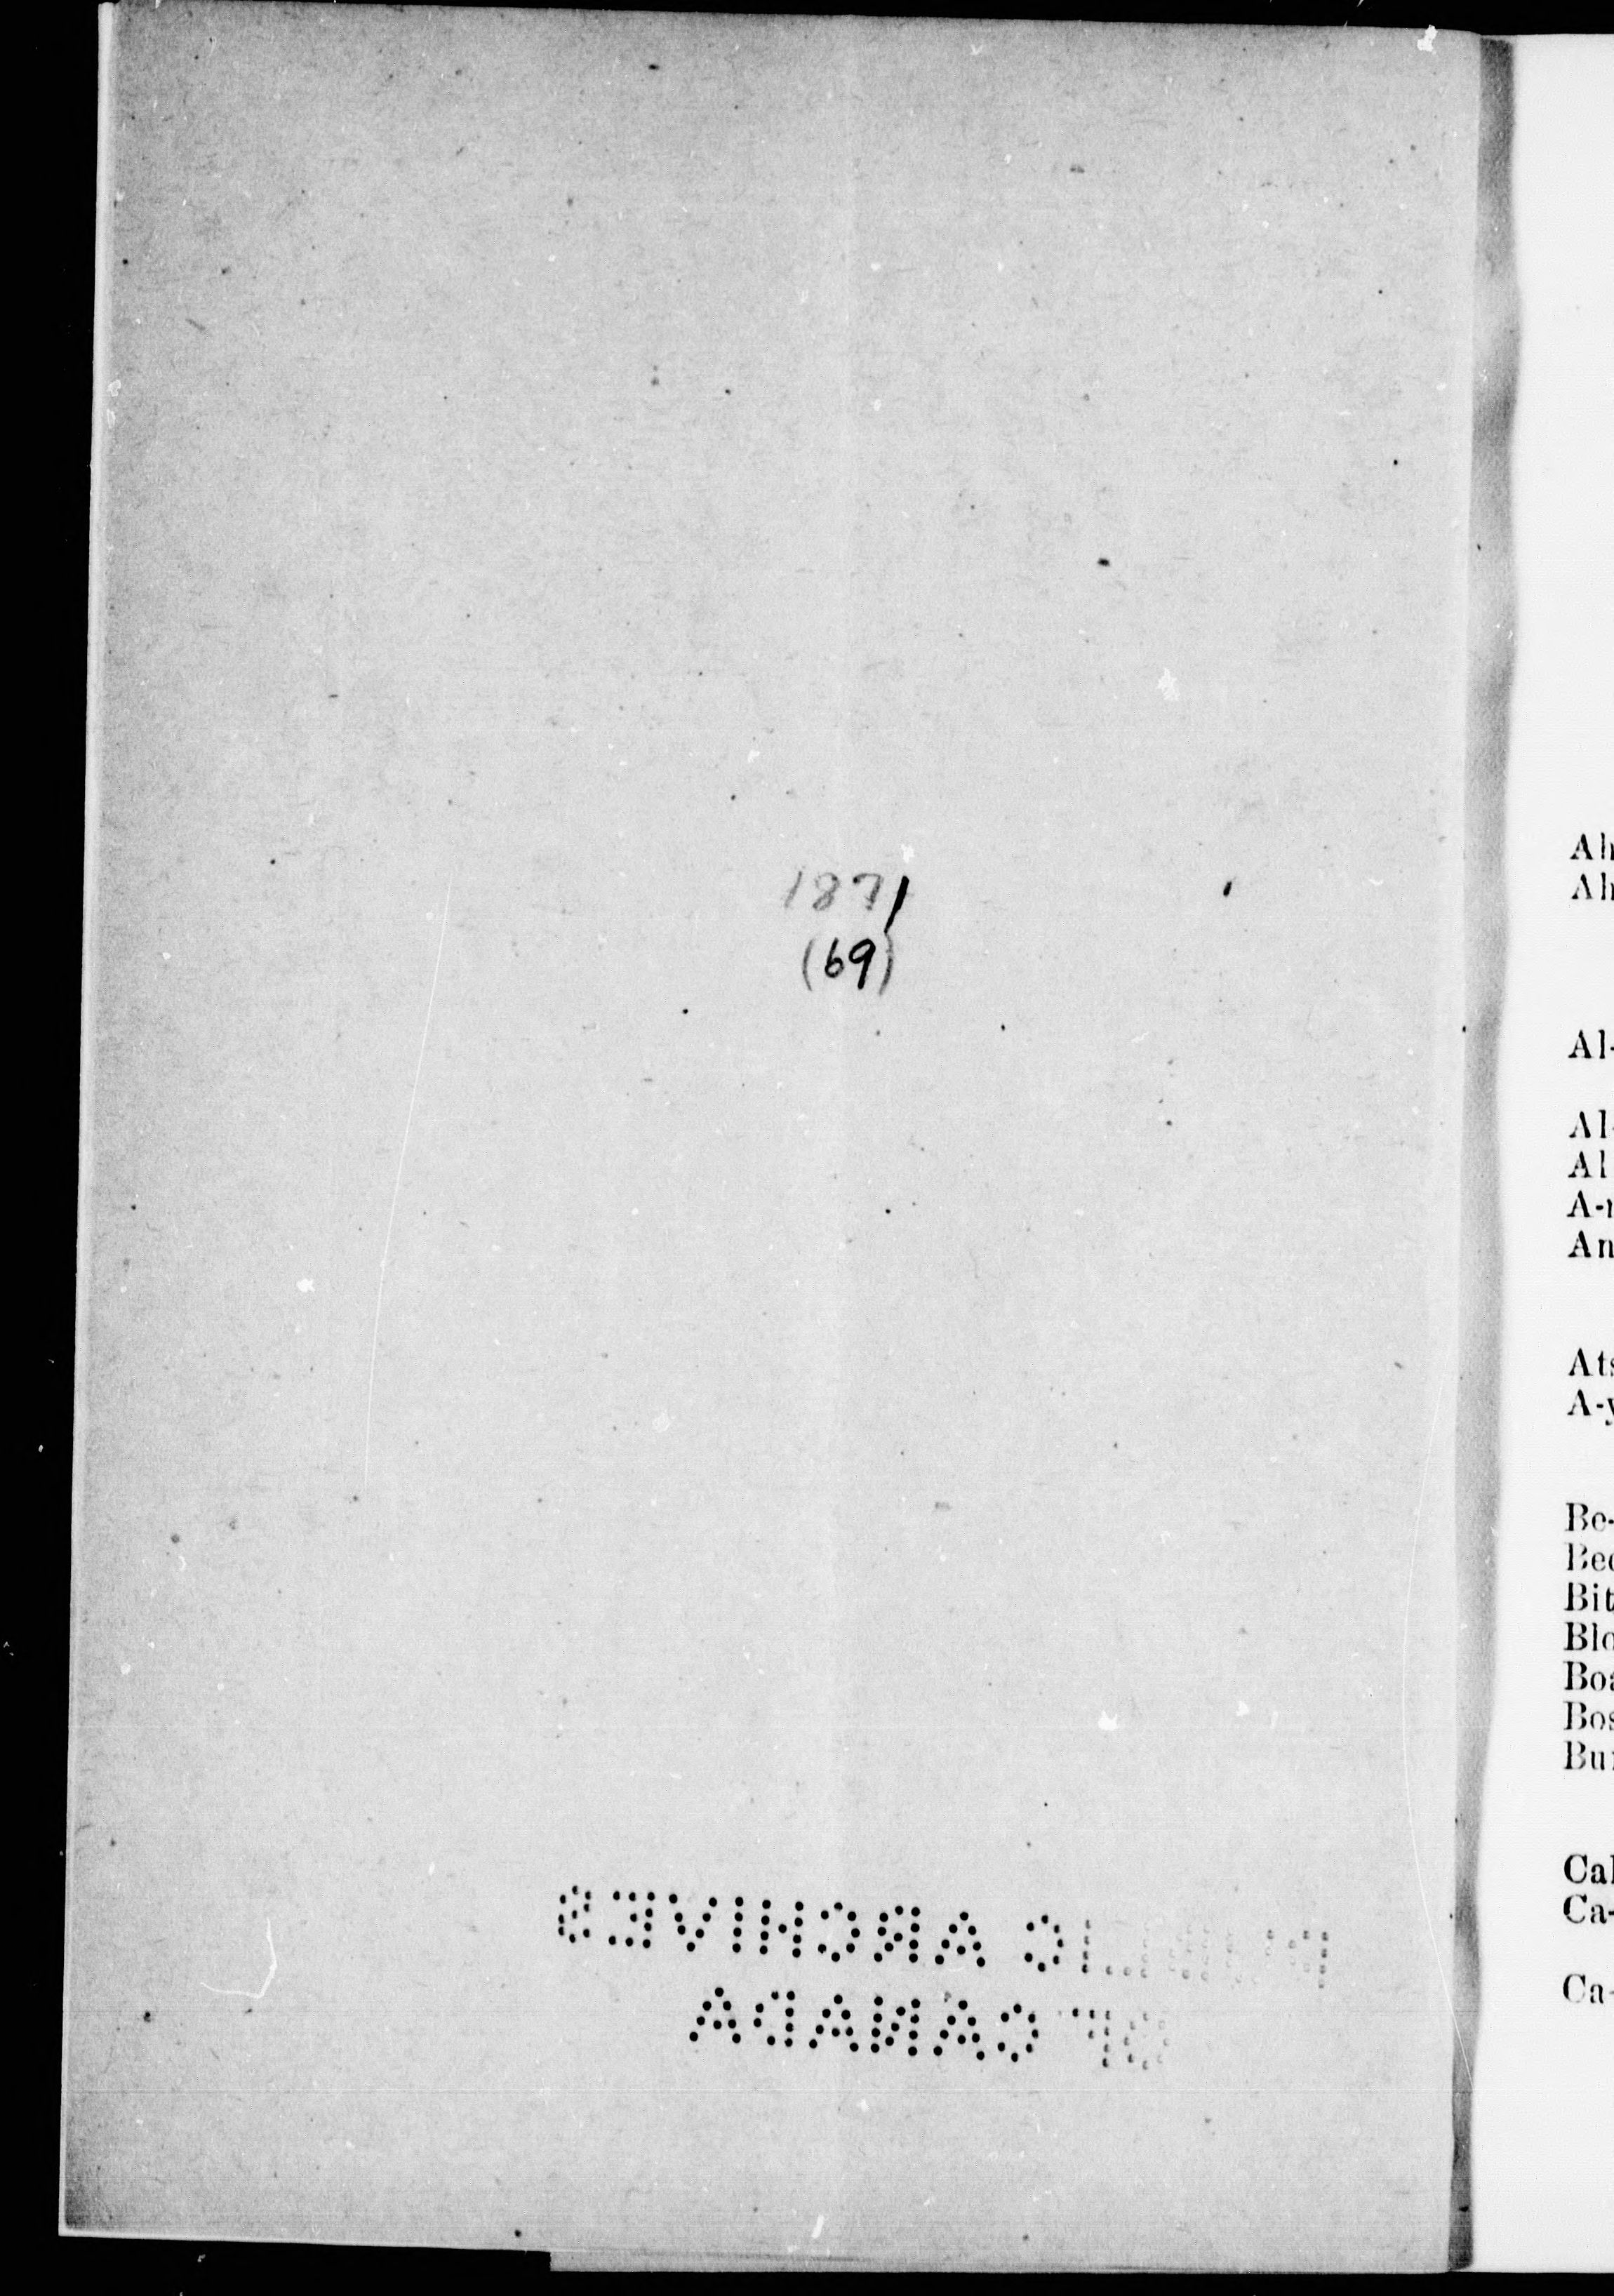 1871
(69)
PUBLIC ARCHIVES
OF CANADA
Ah
Ah
Al-
Al-
Al
A-
An
Ats
A-y
Be-
Bec
Bit
Blo
Boa
Bos
Bu
Cal
Ca-
Ca-